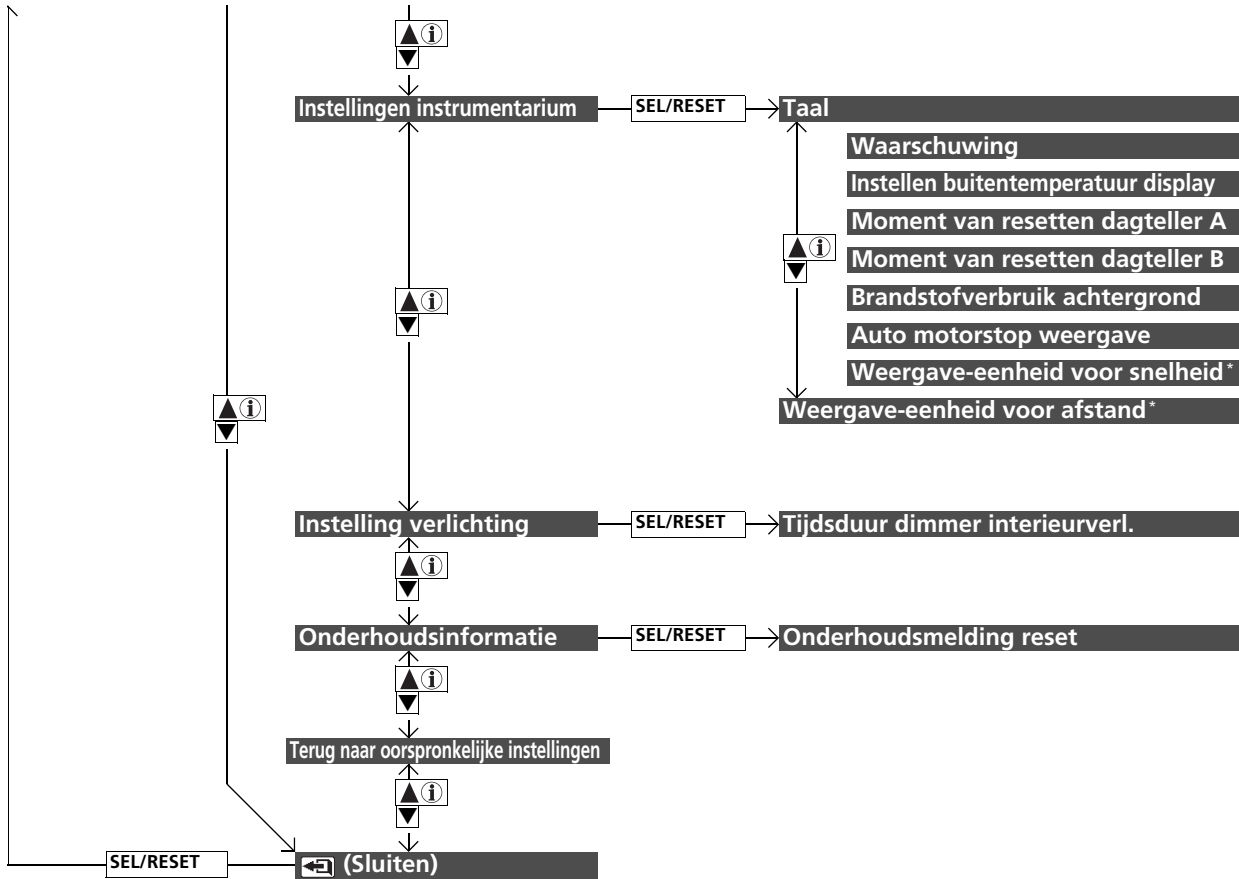 Instellingen instrumentarium SEL/RESET Taal
Waarschuwing
Instellen buitentemperatuur display
Moment van resetten dagteller A
Moment van resetten dagteller B
Brandstofverbruik achtergrond
Auto motorstop weergave
Weergave-eenheid voor snelheid*
Weergave-eenheid voor afstand*
Instelling verlichting SEL/RESET Tijdsduur dimmer interieurverl.
Onderhoudsinformatie SEL/RESET Onderhoudsmelding reset
Terug naar oorspronkelijke instellingen
SEL/RESET (Sluiten)